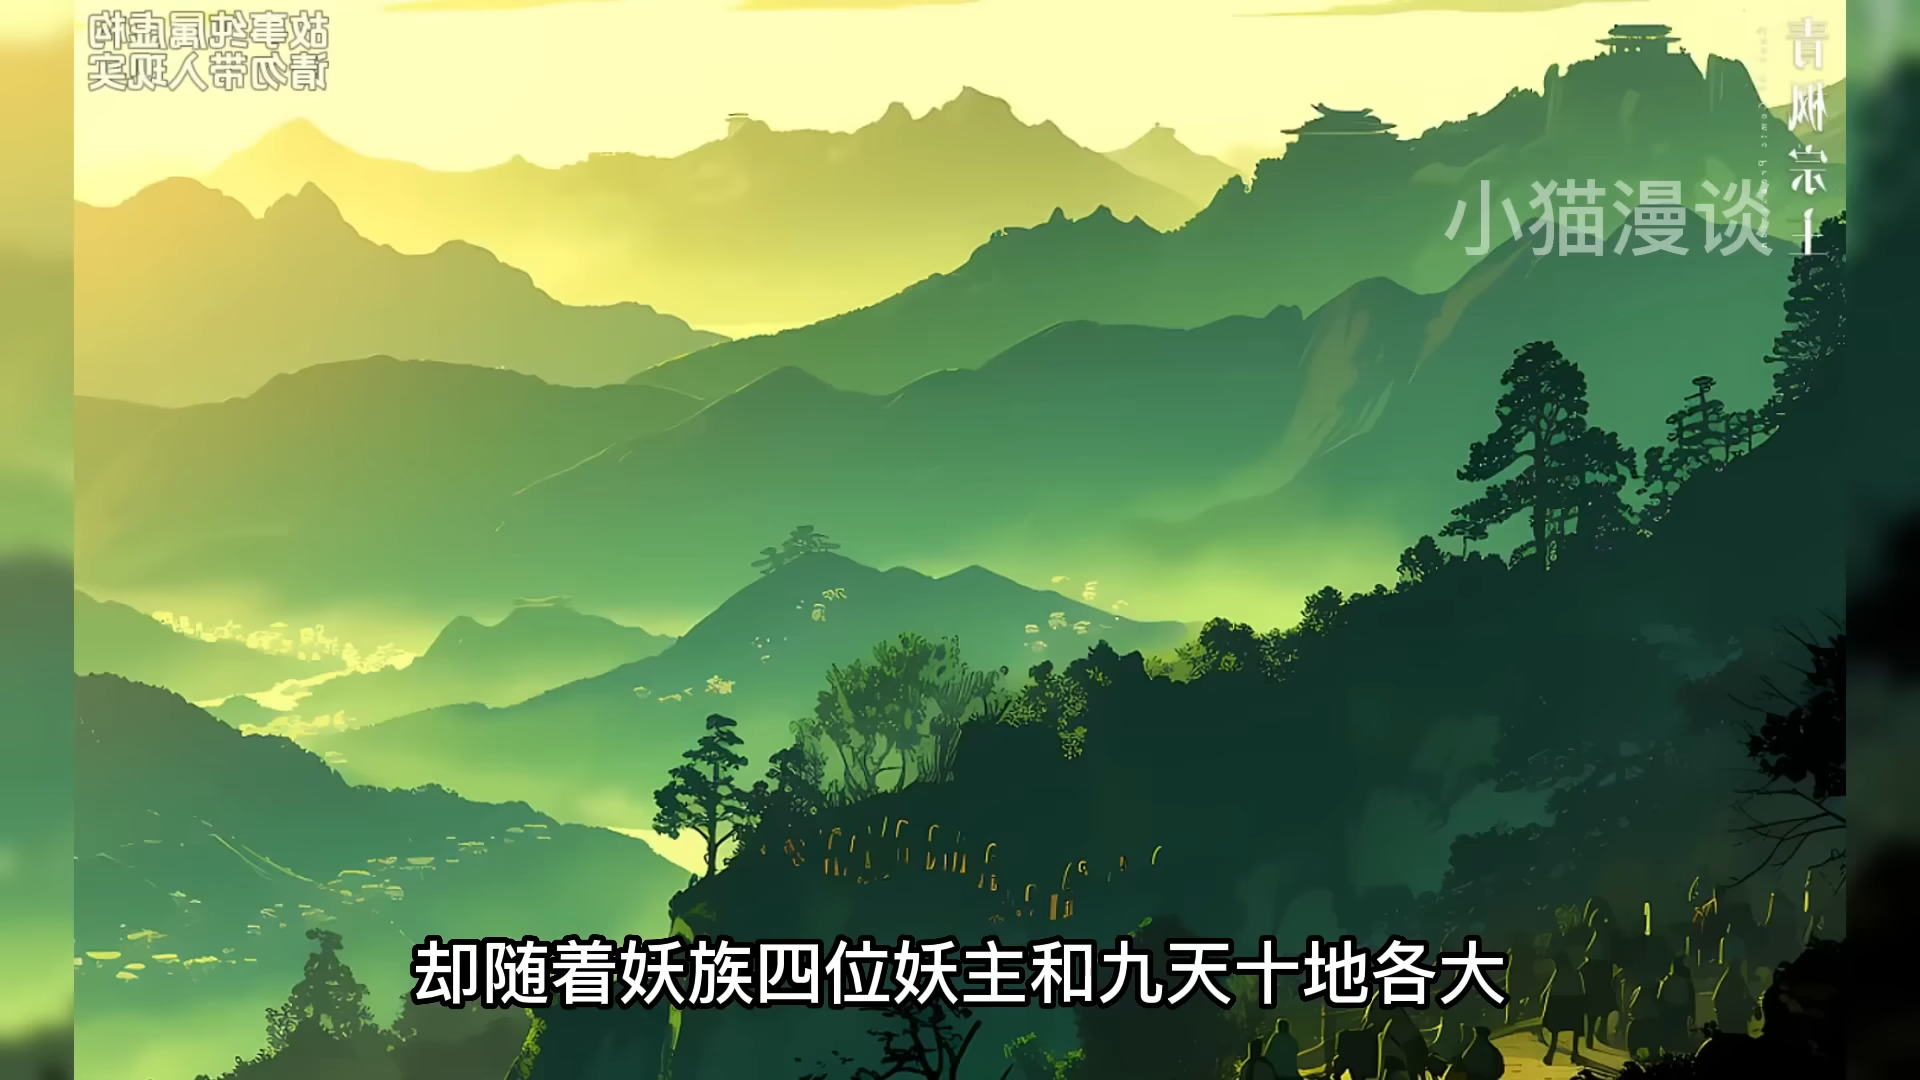 故事纯属虚构
请勿带入现实
青枫宗主
小猫漫谈
却随着妖族四位妖主和九天十地各大